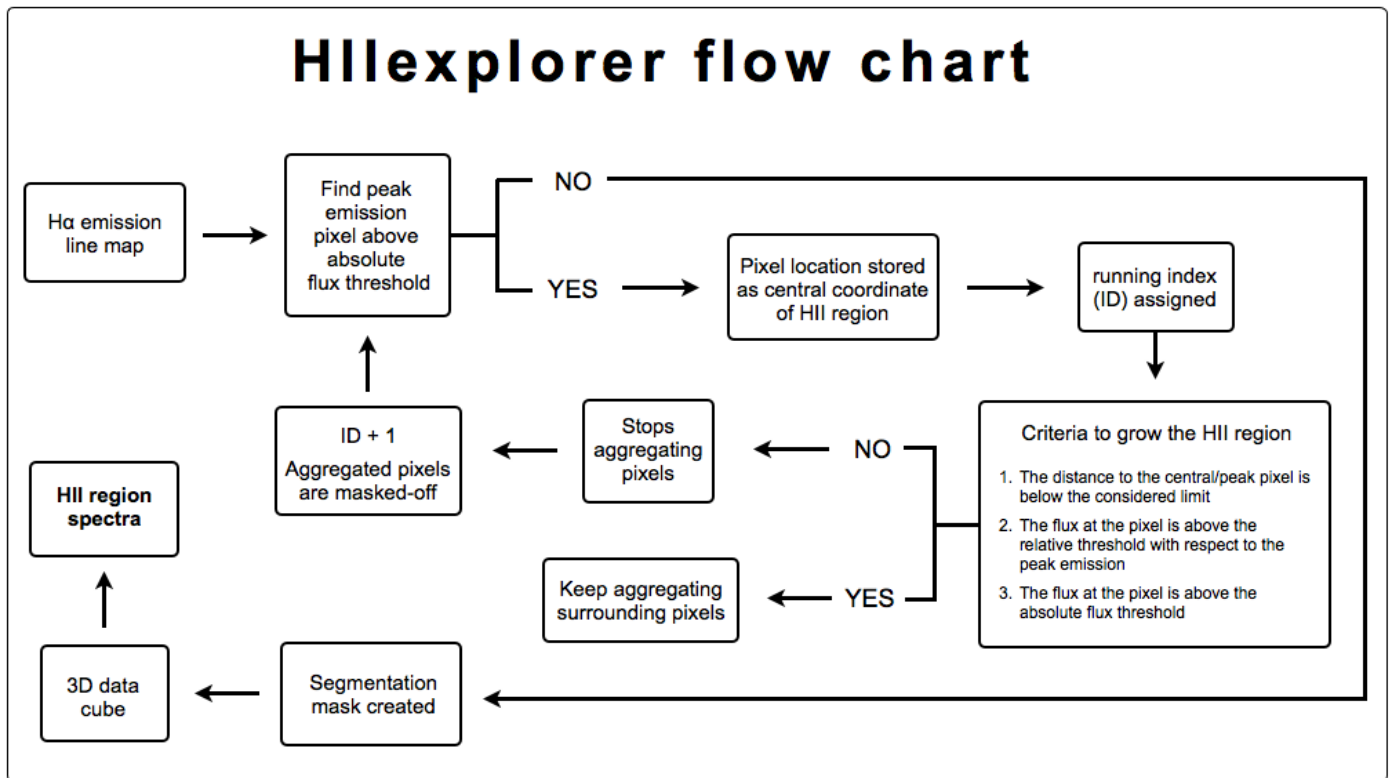 HIIexplorer flow chart
Hα emission
line map
Find peak
emission
pixel above
absolute
flux threshold
NO
YES
Pixel location stored
as central coordinate
of HII region
running index
(ID) assigned
Criteria to grow the HII region
1. The distance to the central/peak pixel is
below the considered limit
2. The flux at the pixel is above the
relative threshold with respect to the
peak emission
3. The flux at the pixel is above the
absolute flux threshold
NO
Stops
aggregating
pixels
ID + 1
Aggregated pixels
are masked-off
YES
Keep aggregating
surrounding pixels
Segmentation
mask created
3D data
cube
HII region
spectra